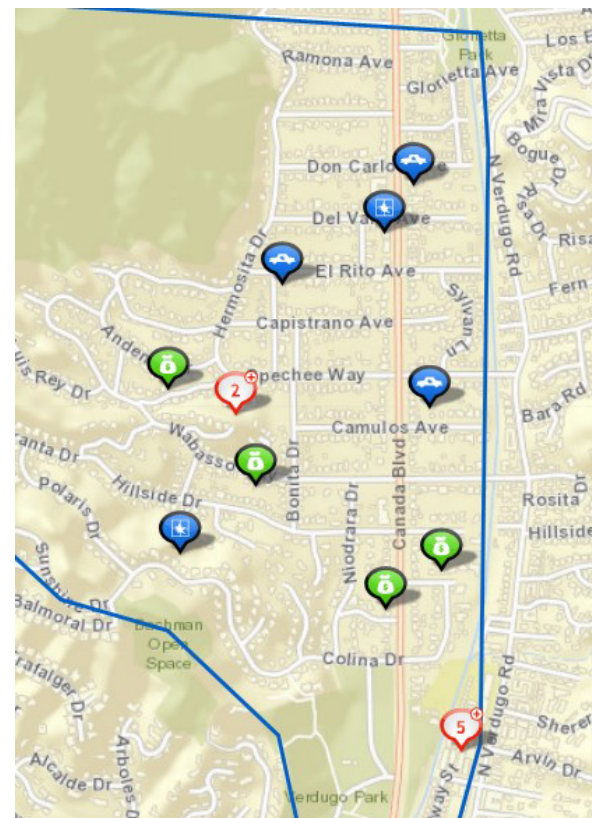 Glorietta
Park
Los E
Ramona Ave
Glorietta Ave
Mira Vista Dr
Bogue Dr
Don Carlo
Risa Dr
N Verdugo Rd
Del Va
Ave
Risa
Hermosita Dr
El Rito Ave
Fern
Sylvan Ln
Capistrano Ave
Ander
uis Rey Dr
2
pechee Way
Bara Rd
Wabasso
Camulos Ave
anta Dr
Bonita Dr
Canada Blvd
Polaris Dr
Hillside Dr
Niodrara Dr
Rosita Dr
Hillside
Sunshine Dr
Balmoral Dr
Bachman
Open
Space
Colina Dr
rafalger Dr
N Verdugo Rd
5
Sherer
Arboles D
Alcalde Dr
way St
Arvin Dr
Verdugo Park